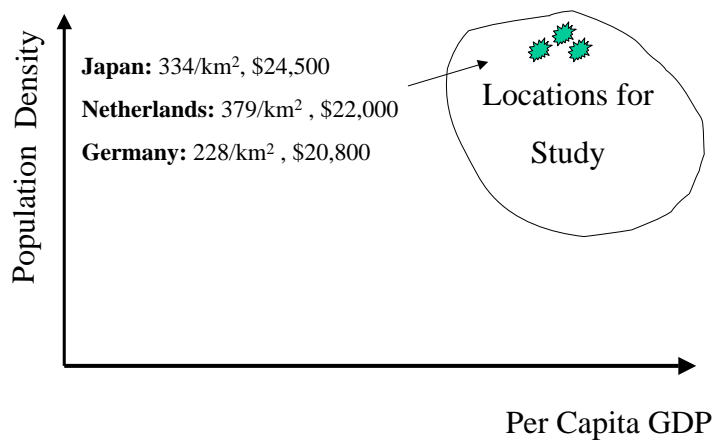 Population Density
Japan: 334/km², $24,500
Netherlands: 379/km² , $22,000
Germany: 228/km² , $20,800
Locations for
Study
Per Capita GDP